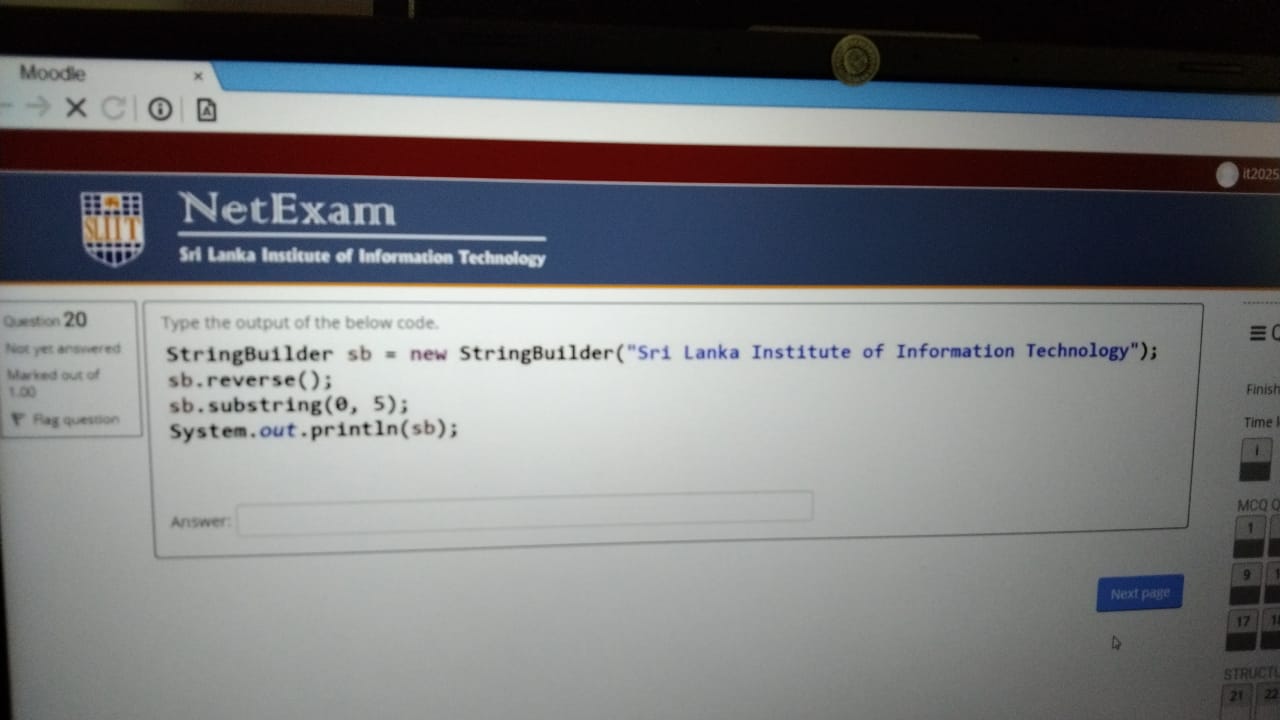 Moodle
NetExam
Sri Lanka Institute of Information Technology
SLIIT
it2025
Question 20
Not yet answered
Marked out of
1.00
Flag question
Type the output of the below code.
StringBuilder sb = new StringBuilder("Sri Lanka Institute of Information Technology");
sb.reverse();
sb.substring(0, 5);
System.out.println(sb);
Answer:
Next page
Finish
Time
i
MCQ
1
9
17
STRUCTU
21 22